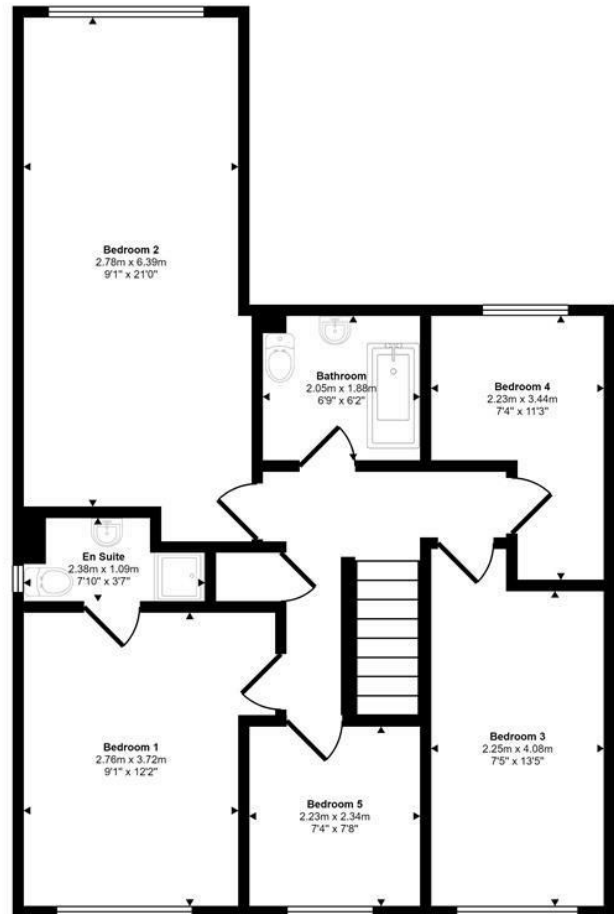 Bedroom 2
2.78m x 6.39m
9'1" x 21'0"
Bathroom
2.05m x 1.88m
6'9" x 6'2"
Bedroom 4
2.23m x 3.44m
7'4" x 11'3"
En Suite
2.38m x 1.09m
7'10" x 3'7"
Bedroom 1
2.76m x 3.72m
9'1" x 12'2"
Bedroom 5
2.23m x 2.34m
7'4" x 7'8"
Bedroom 3
2.25m x 4.08m
7'5" x 13'5"